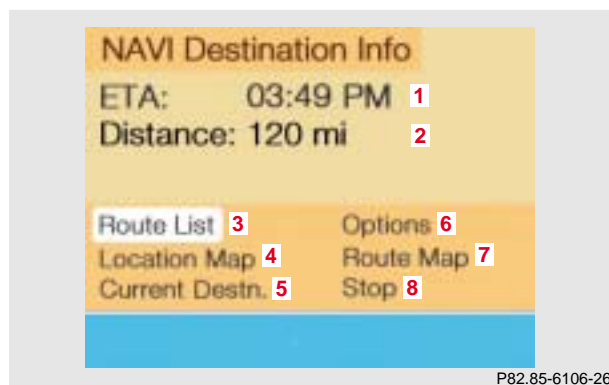 NAVI Destination Info
ETA: 03:49 PM 1
Distance: 120 mi 2
Route List 3 Options 6
Location Map 4 Route Map 7
Current Destn. 5 Stop 8
P82.85-6106-26